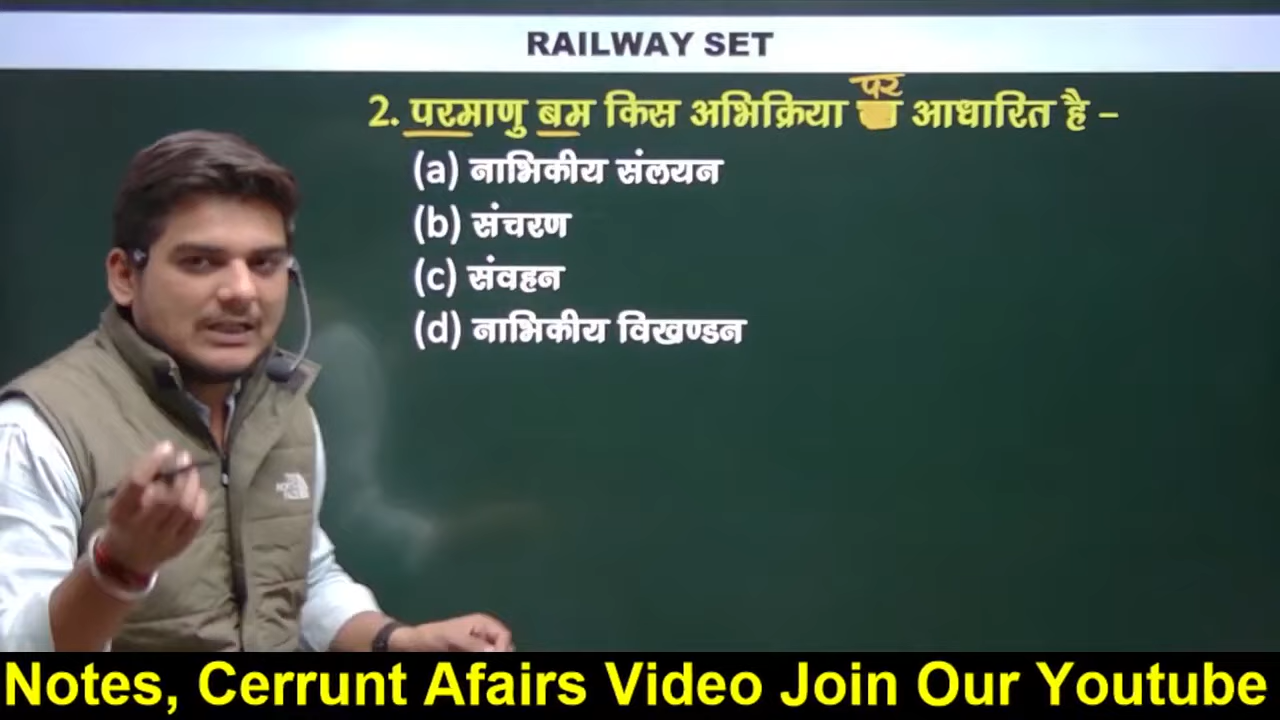 RAILWAY SET
पर
2. परमाणु बम किस अभिक्रिया आधारित है –
(a) नाभिकीय संलयन
(b) संचरण
(c) संवहन
(d) नाभिकीय विखण्डन
Notes, Cerrunt Afairs Video Join Our Youtube